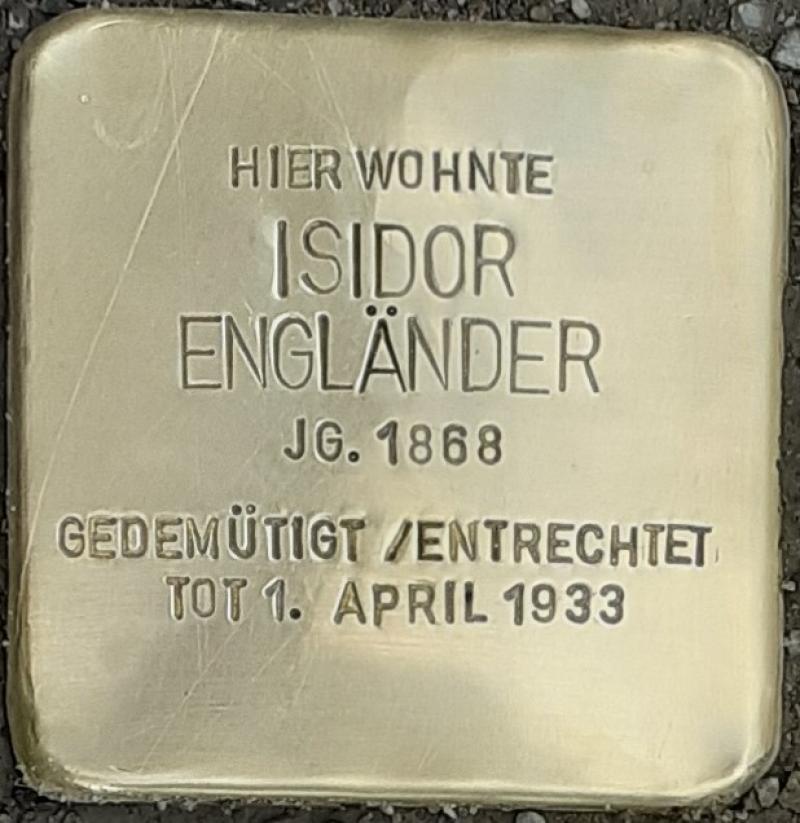 HIER WOHNTE
ISIDOR
ENGLÄNDER
JG. 1868
GEDEMÜTIGT / ENTRECHTET
TOT 1. APRIL 1933